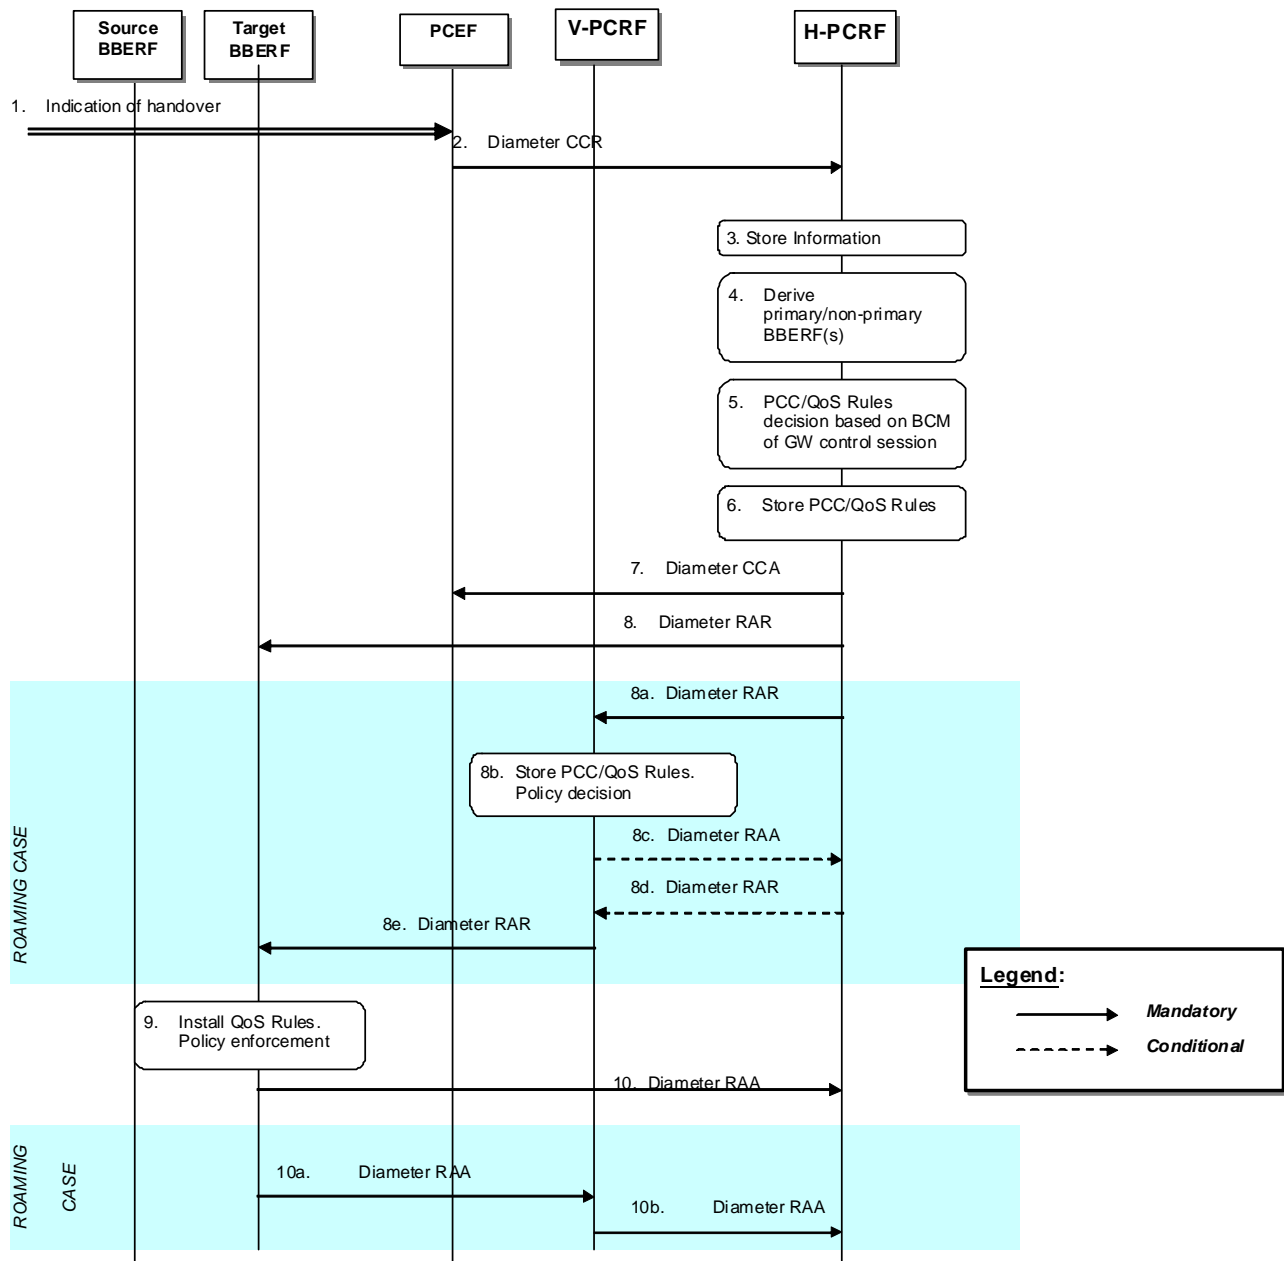 Source
BBERF
Target
BBERF
PCEF
V-PCRF
H-PCRF
1. Indication of handover
2. Diameter CCR
3. Store Information
4. Derive
primary/non-primary
BBERF(s)
5. PCC/QoS Rules
decision based on BCM
of GW control session
6. Store PCC/QoS Rules
7. Diameter CCA
8. Diameter RAR
8a. Diameter RAR
8b. Store PCC/QoS Rules.
Policy decision
8c. Diameter RAA
8d. Diameter RAR
8e. Diameter RAR
ROAMING CASE
Legend:
Mandatory
Conditional
9. Install QoS Rules.
Policy enforcement
10. Diameter RAA
ROAMING
CASE
10a. Diameter RAA
10b. Diameter RAA